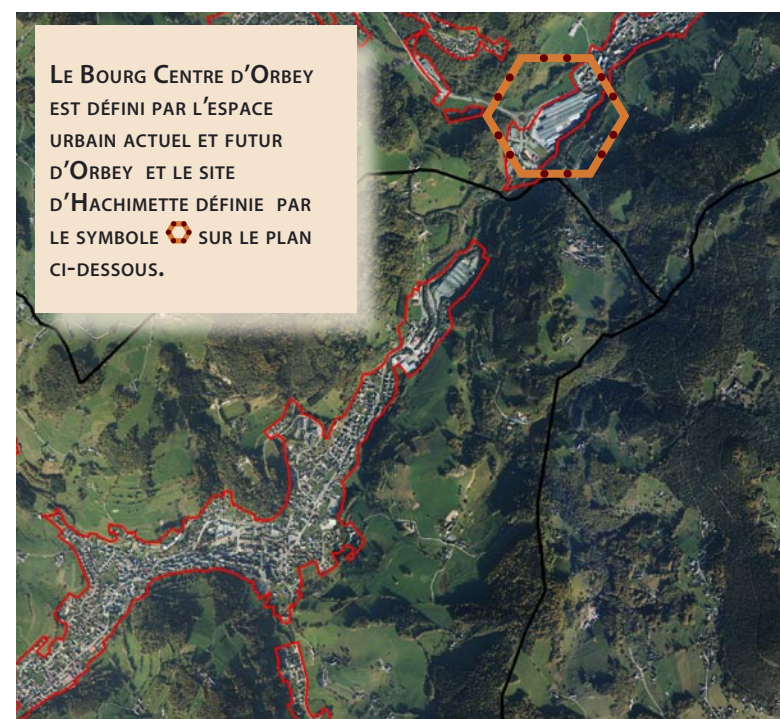 Le Bourg Centre d'Orbey
est défini par l'espace
urbain actuel et futur
d'Orbey et le site
d'Hachimette définie par
le symbole sur le plan
ci-dessous.